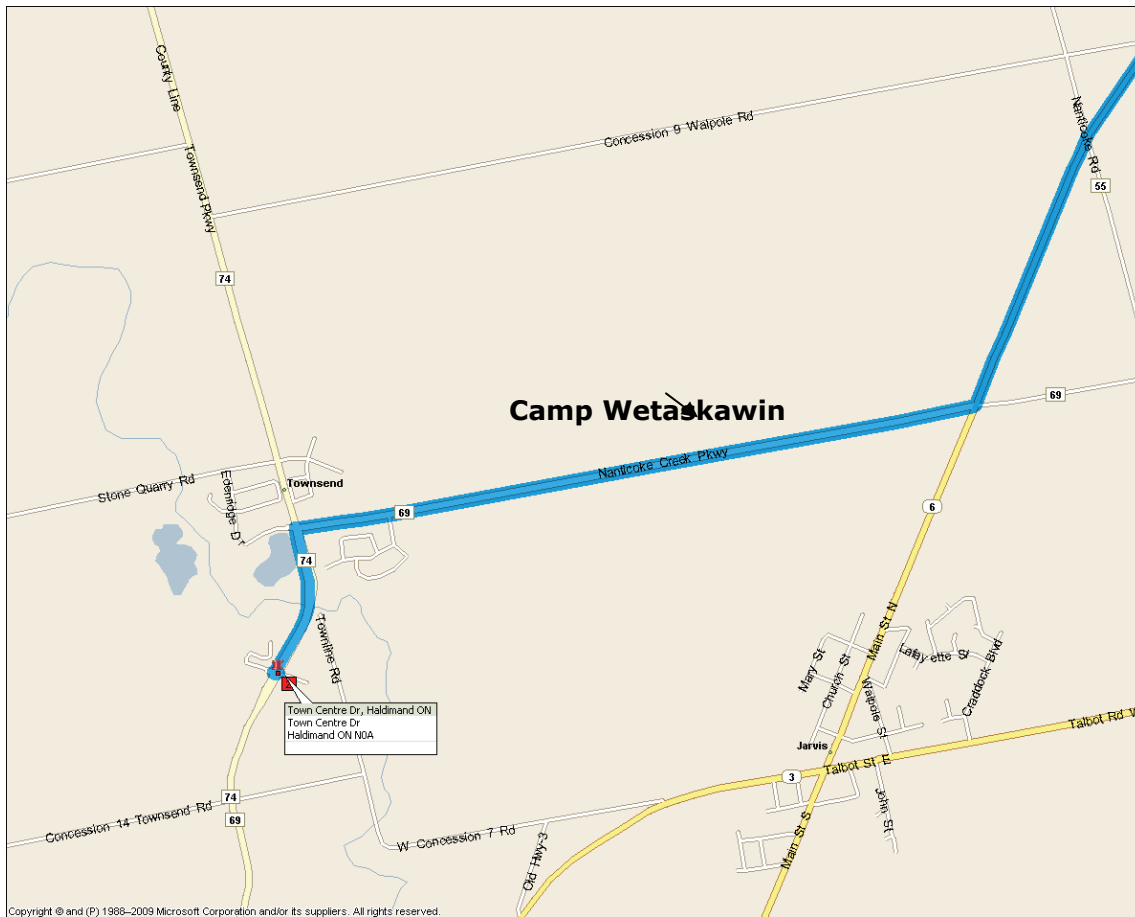 County Line
Townsend Pkwy
74
Concession 9 Walpole Rd
Nanticoke Rd
55
Camp Wetaskawin
69
Nanticoke Creek Pkwy
Stone Quarry Rd
Edenridge Dr
Townsend
69
74
6
Townline Rd
Main St N
Mary St
Church St
Lafayette St
Craddock Blvd
Walpole St
Town Centre Dr, Haldimand ON
Town Centre Dr
Haldimand ON N0A
Jarvis
Talbot Rd W
Talbot St E
3
74
69
Concession 14 Townsend Rd
W Concession 7 Rd
Old Hwy-3
John St
Main St S
Copyright © and (P) 1988–2009 Microsoft Corporation and/or its suppliers. All rights reserved.